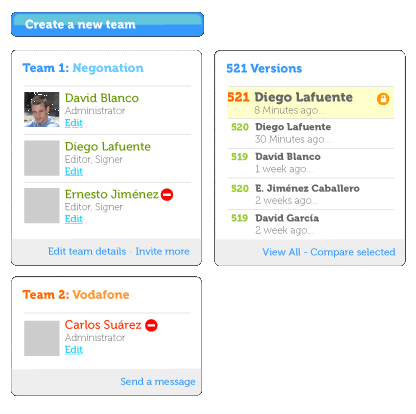 Create a new team
Team 1: Negonation
David Blanco
Administrator
Edit
Diego Lafuente
Editor, Signer
Edit
Ernesto Jiménez
Editor, Signer
Edit
Edit team details - Invite more
Team 2: Vodafone
Carlos Suárez
Administrator
Edit
Send a message
521 Versions
521 Diego Lafuente
8 Minutes ago...
520 Diego Lafuente
30 Minutes ago...
519 David Blanco
1 week ago...
520 E. Jiménez Caballero
2 weeks ago...
519 David García
2 week ago...
View All - Compare selected